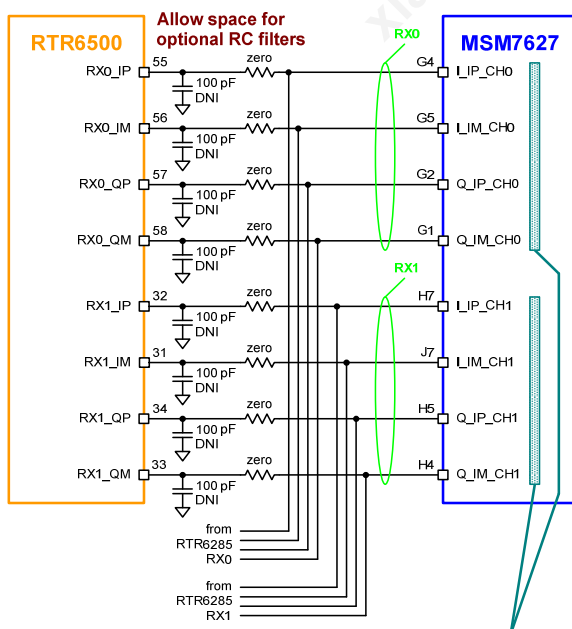 Allow space for
optional RC filters
RTR6500
MSM7627
RX0
RX0_IP 55 zero G4 I_IP_CH0
100 pF
DNI
RX0_IM 56 zero G5 I_IM_CH0
100 pF
DNI
RX0_QP 57 zero G2 Q_IP_CH0
100 pF
DNI
RX0_QM 58 zero G1 Q_IM_CH0
100 pF
DNI
RX1
RX1_IP 32 zero H7 I_IP_CH1
100 pF
DNI
RX1_IM 31 zero J7 I_IM_CH1
100 pF
DNI
RX1_QP 34 zero H5 Q_IP_CH1
100 pF
DNI
RX1_QM 33 zero H4 Q_IM_CH1
100 pF
DNI
from
RTR6285
RX0
from
RTR6285
RX1